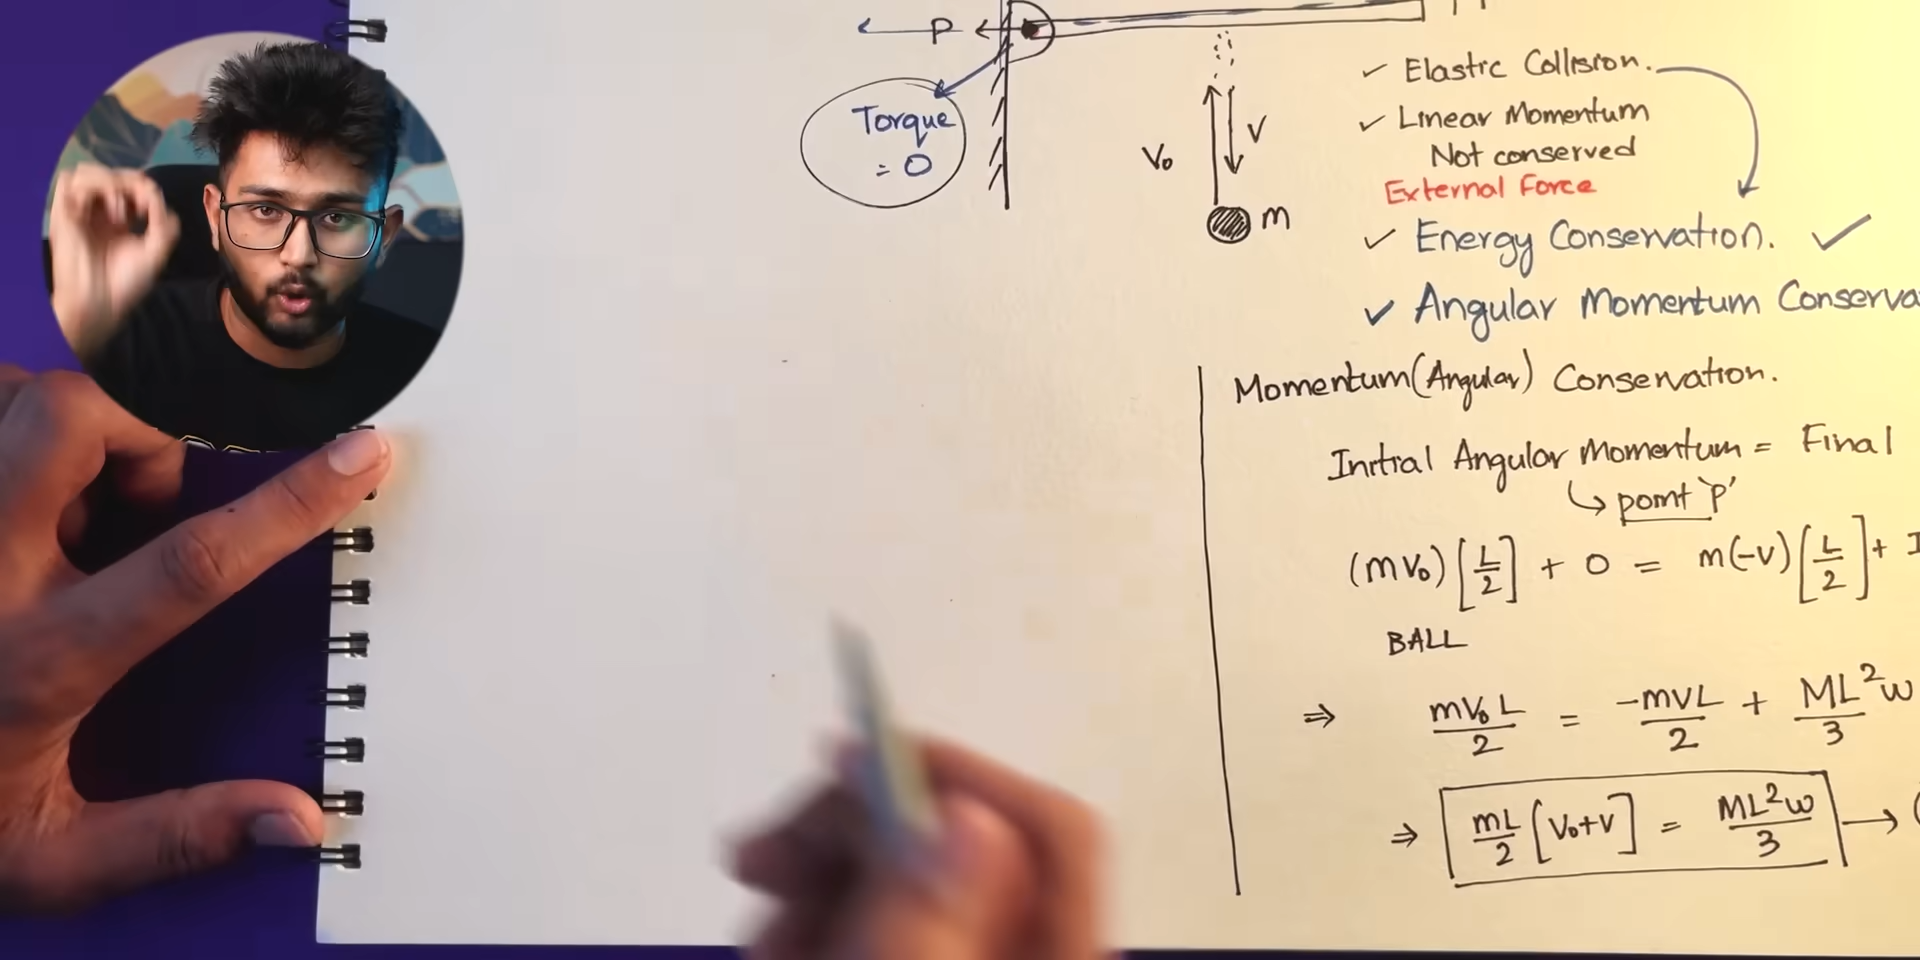 P
Torque
= 0
V₀
V
m
✓ Elastic Collision.
✓ Linear Momentum
Not conserved
External Force
✓ Energy Conservation. ✓
✓ Angular Momentum Conserva
Momentum(Angular) Conservation.
Initial Angular Momentum = Final
↳ point 'P'
(mV₀)[L/2] + 0 = m(-V)[L/2] + I
BALL
⇒ mV₀L/2 = -mVL/2 + ML²ω/3
⇒ mL/2 [V₀+V] = ML²ω/3 → (